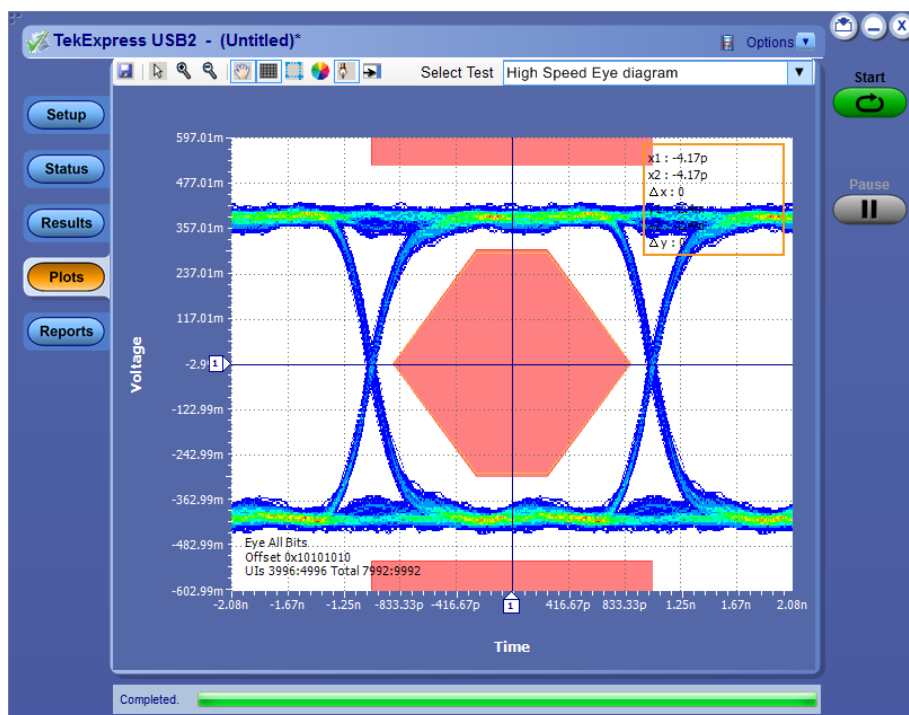 TekExpress USB2 - (Untitled)*
Options
Select Test High Speed Eye diagram
Start
Pause
Setup
Status
Results
Plots
Reports
597.01m
477.01m
357.01m
237.01m
117.01m
-122.99m
-242.99m
-362.99m
-482.99m
-602.99m
Voltage
1
x1 : -4.17p
x2 : -4.17p
Δx : 0
Δy : 0
Eye All Bits
Offset 0x10101010
UIs 3996:4996 Total 7992:9992
-2.08n -1.67n -1.25n -833.33p -416.67p 1 416.67p 833.33p 1.25n 1.67n 2.08n
Time
Completed.